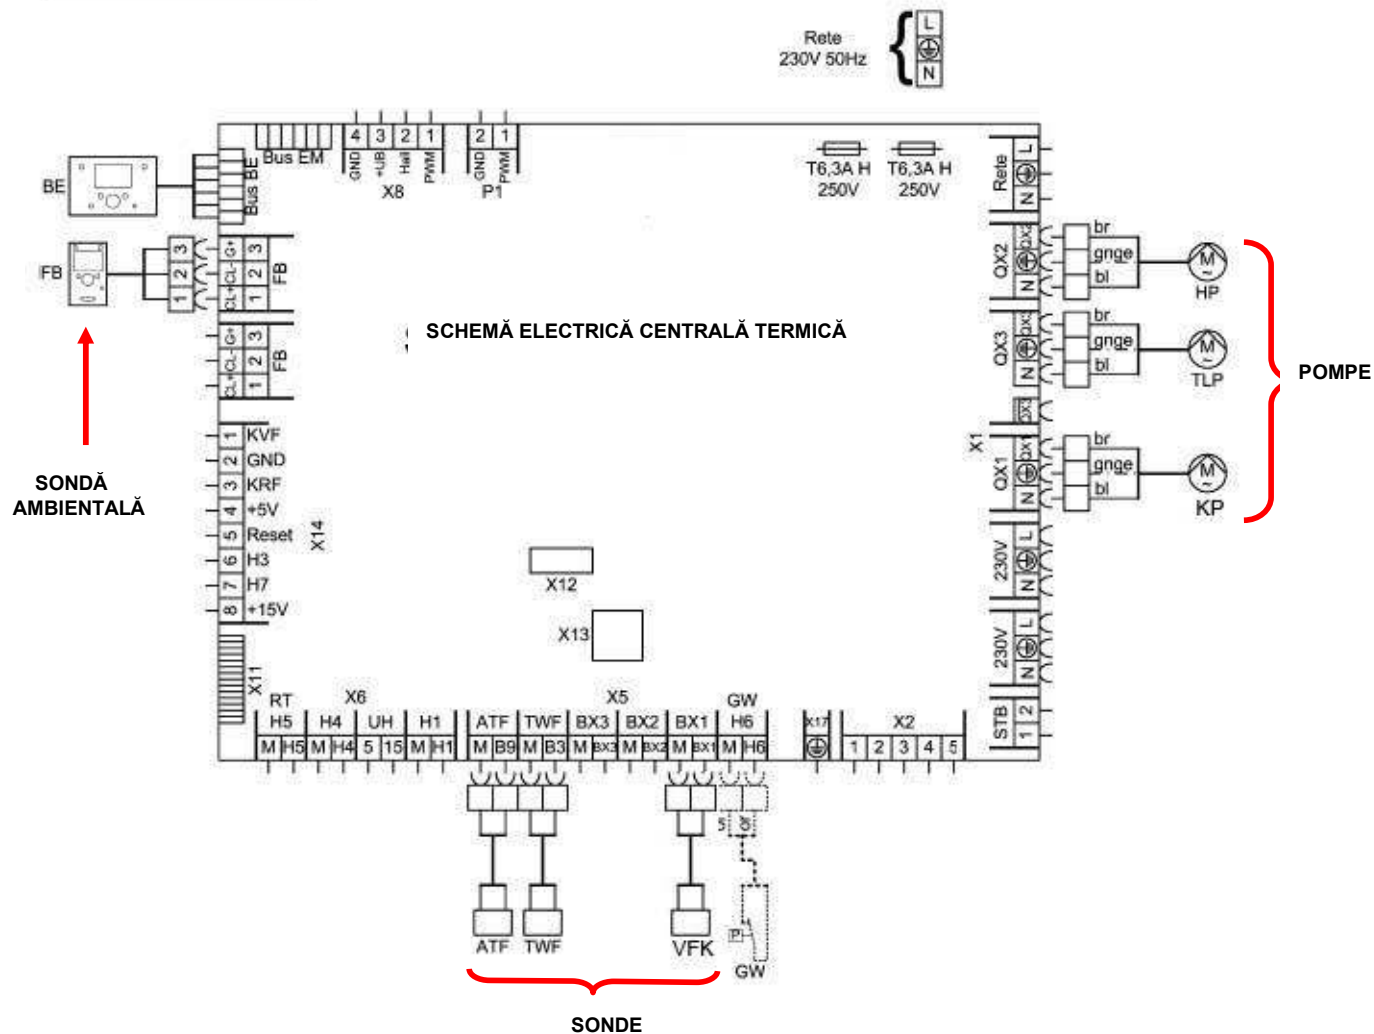 Rete
230V 50Hz
L
N
Bus EM
4 3 2 1
GND +UB Hall PWM
X8
2 1
GND PWM
P1
T6,3A H
250V
T6,3A H
250V
Rete
L
N
BE
Bus BE
FB
3 2 1
G+ CL- CL+
3 2 1
FB
G+ CL- CL+
3 2 1
FB
SCHEMĂ ELECTRICĂ CENTRALĂ TERMICĂ
QX2
QX2
N
br
gnge
bl
M
~
HP
QX3
QX3
N
br
gnge
bl
M
~
TLP
QX3
POMPE
X1
QX1
QX1
N
br
gnge
bl
M
~
KP
SONDĂ
AMBIENTALĂ
1 KVF
2 GND
3 KRF
4 +5V
5 Reset
6 H3
7 H7
8 +15V
X14
X12
X13
230V
L
N
230V
L
N
STB
2
1
X11
RT X6 X5 GW
H5 H4 UH H1 ATF TWF BX3 BX2 BX1 H6 X17 X2
M H5 M H4 5 15 M H1 M B9 M B3 M BX3 M BX2 M BX1 M H6 1 2 3 4 5
P
ATF TWF VFK
GW
SONDE